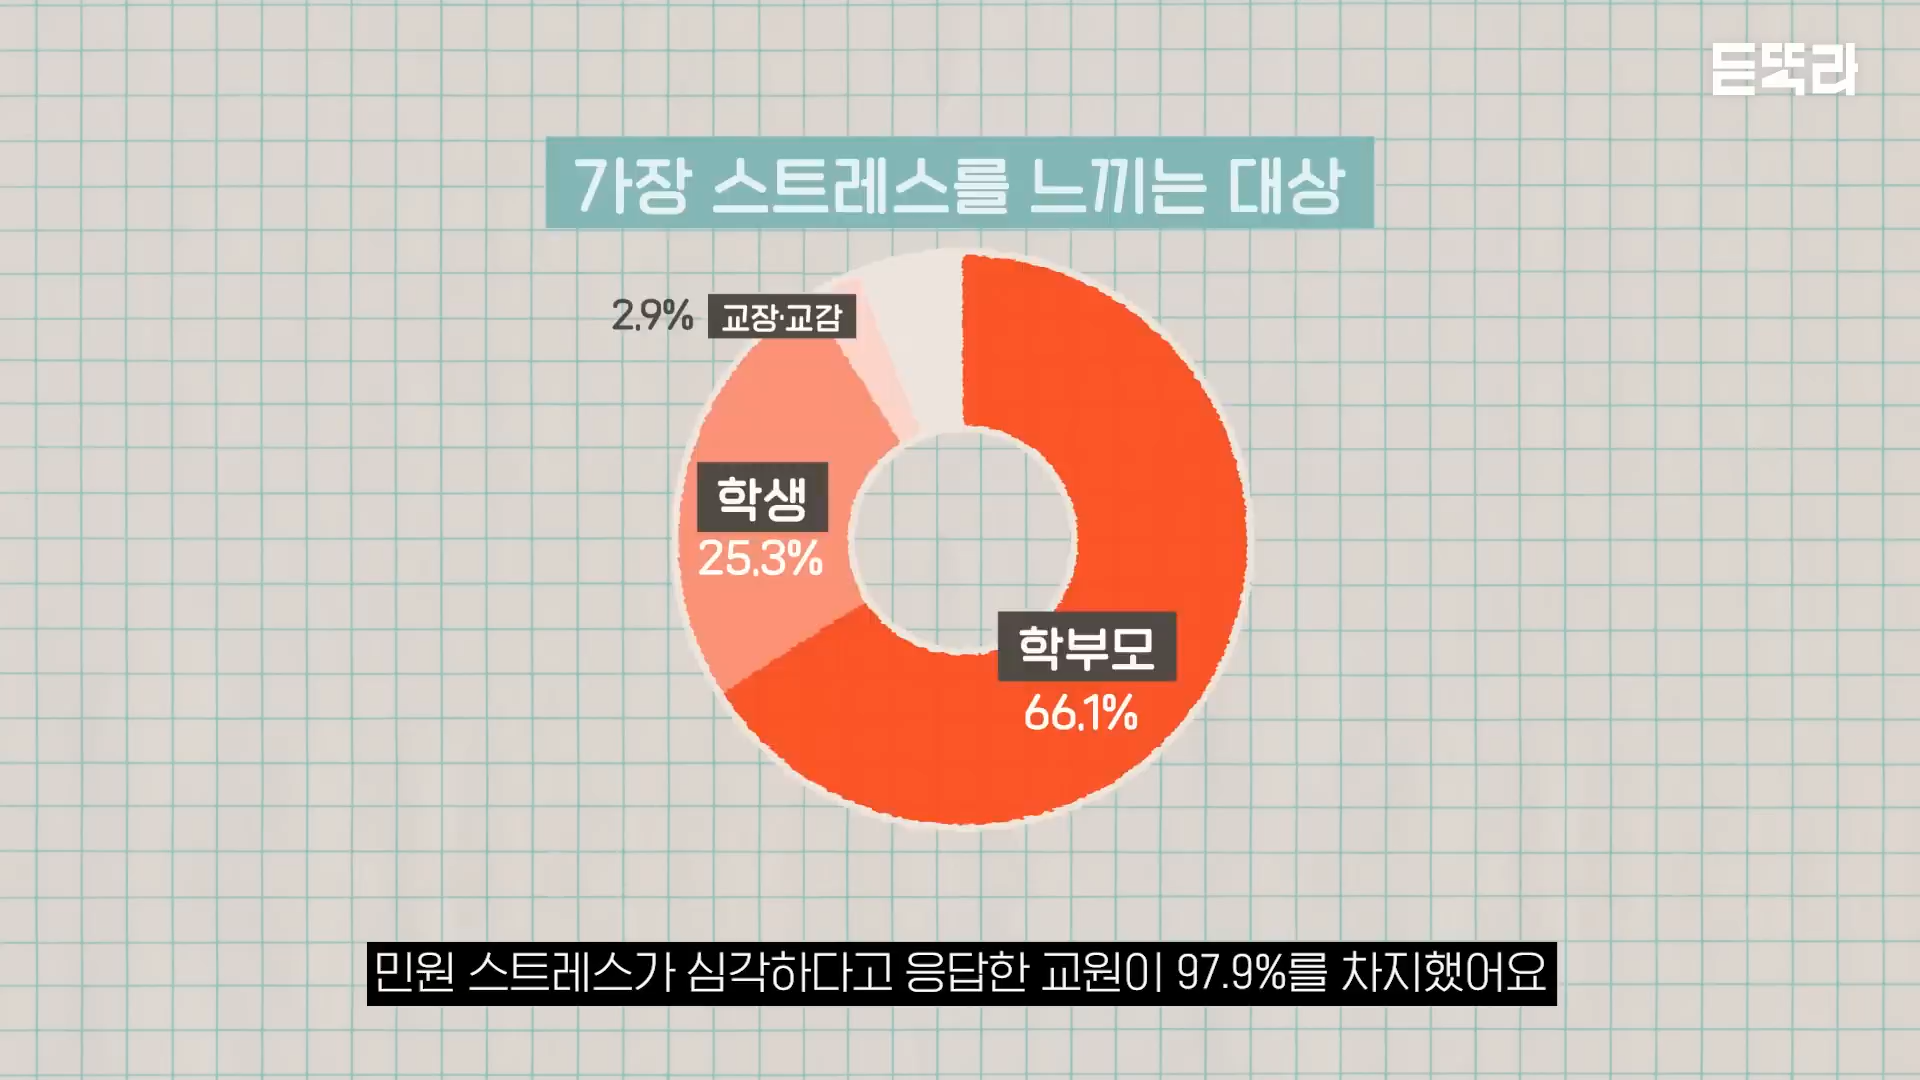 듣똑라
가장 스트레스를 느끼는 대상
2.9% 교장·교감
학생
25.3%
학부모
66.1%
민원 스트레스가 심각하다고 응답한 교원이 97.9%를 차지했어요